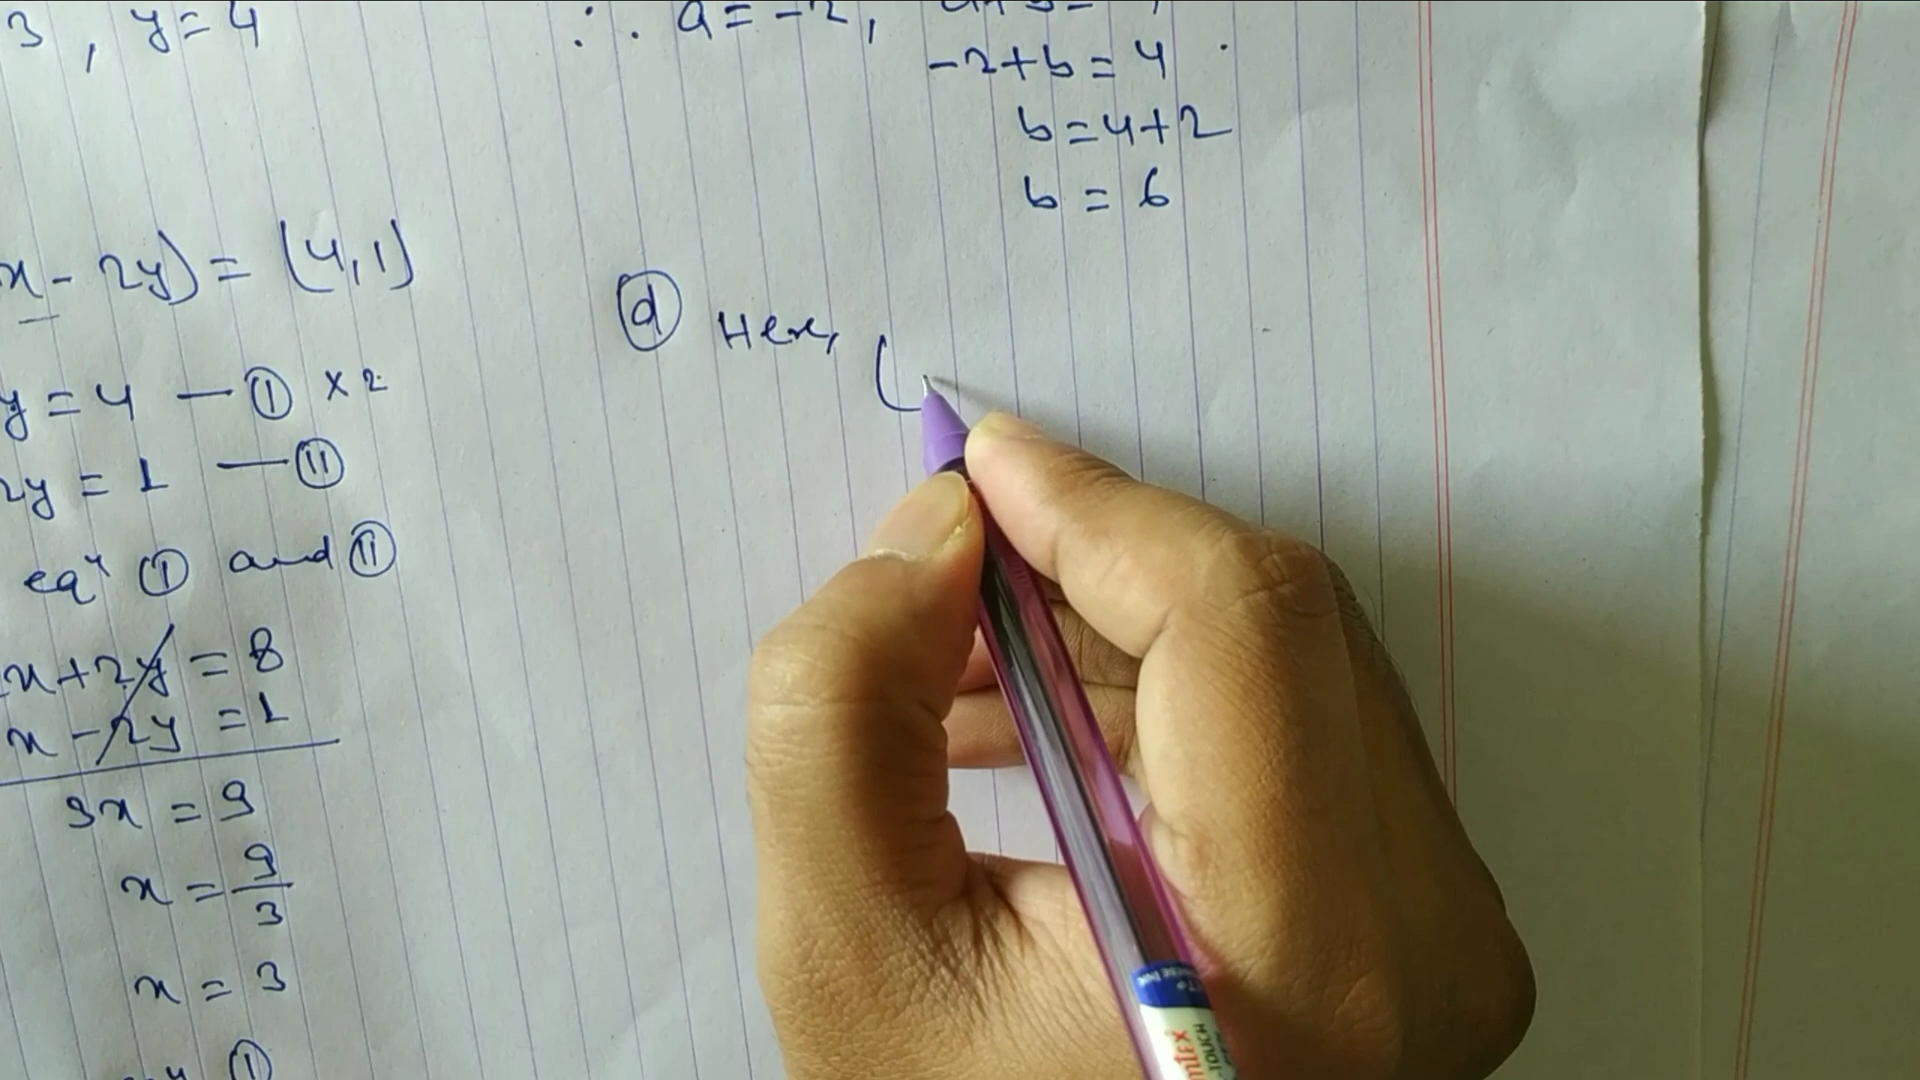 3, y = 4
x - 2y) = (4, 1)
y = 4 — (I) × 2
2y = 1 — (II)
eqⁿ (I) and (II)
x + 2y = 8
x - 2y = 1
3x = 9
x = 9/3
x = 3
(I)
∴ a = -2,
-2 + b = 4
b = 4 + 2
b = 6
(d) Here, (